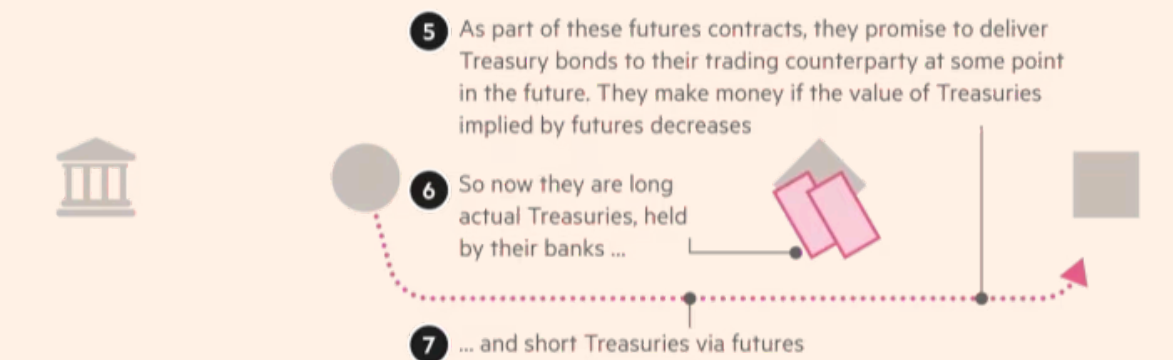 5 As part of these futures contracts, they promise to deliver
Treasury bonds to their trading counterparty at some point
in the future. They make money if the value of Treasuries
implied by futures decreases
6 So now they are long
actual Treasuries, held
by their banks ...
7 ... and short Treasuries via futures